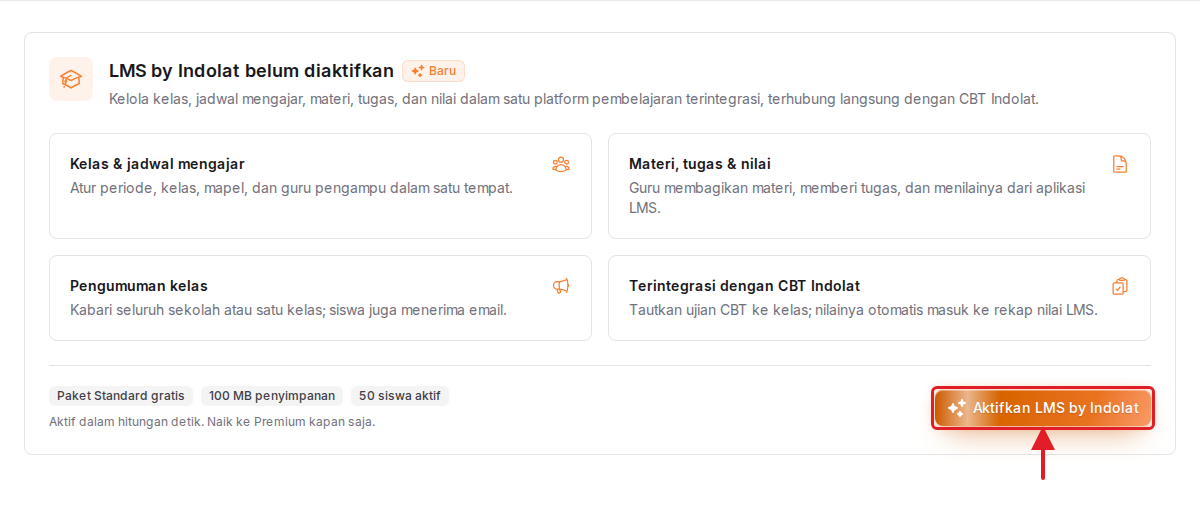 LMS by Indolat belum diaktifkan
Baru
Kelola kelas, jadwal mengajar, materi, tugas, dan nilai dalam satu platform pembelajaran terintegrasi, terhubung langsung dengan CBT Indolat.
Kelas & jadwal mengajar
Atur periode, kelas, mapel, dan guru pengampu dalam satu tempat.
Materi, tugas & nilai
Guru membagikan materi, memberi tugas, dan menilainya dari aplikasi
LMS.
Pengumuman kelas
Kabari seluruh sekolah atau satu kelas; siswa juga menerima email.
Terintegrasi dengan CBT Indolat
Tautkan ujian CBT ke kelas; nilainya otomatis masuk ke rekap nilai LMS.
Paket Standard gratis
100 MB penyimpanan
50 siswa aktif
Aktif dalam hitungan detik. Naik ke Premium kapan saja.
Aktifkan LMS by Indolat